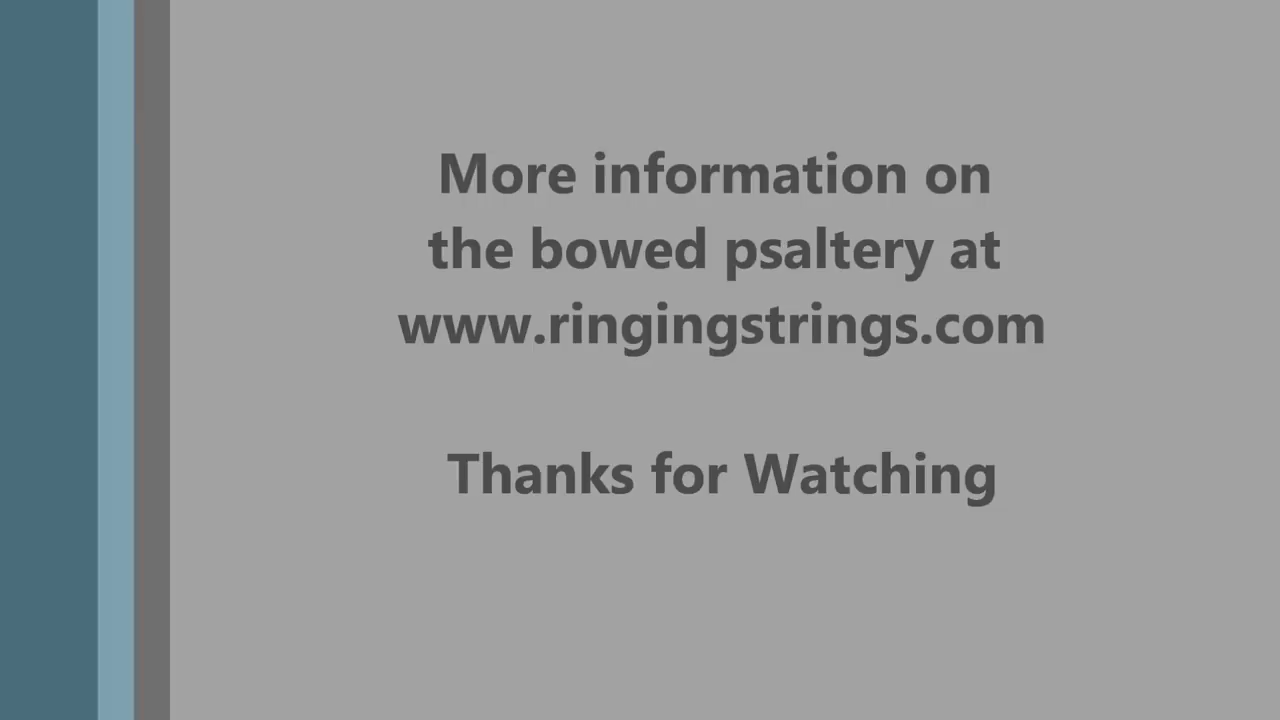 More information on
the bowed psaltery at
www.ringingstrings.com
Thanks for Watching